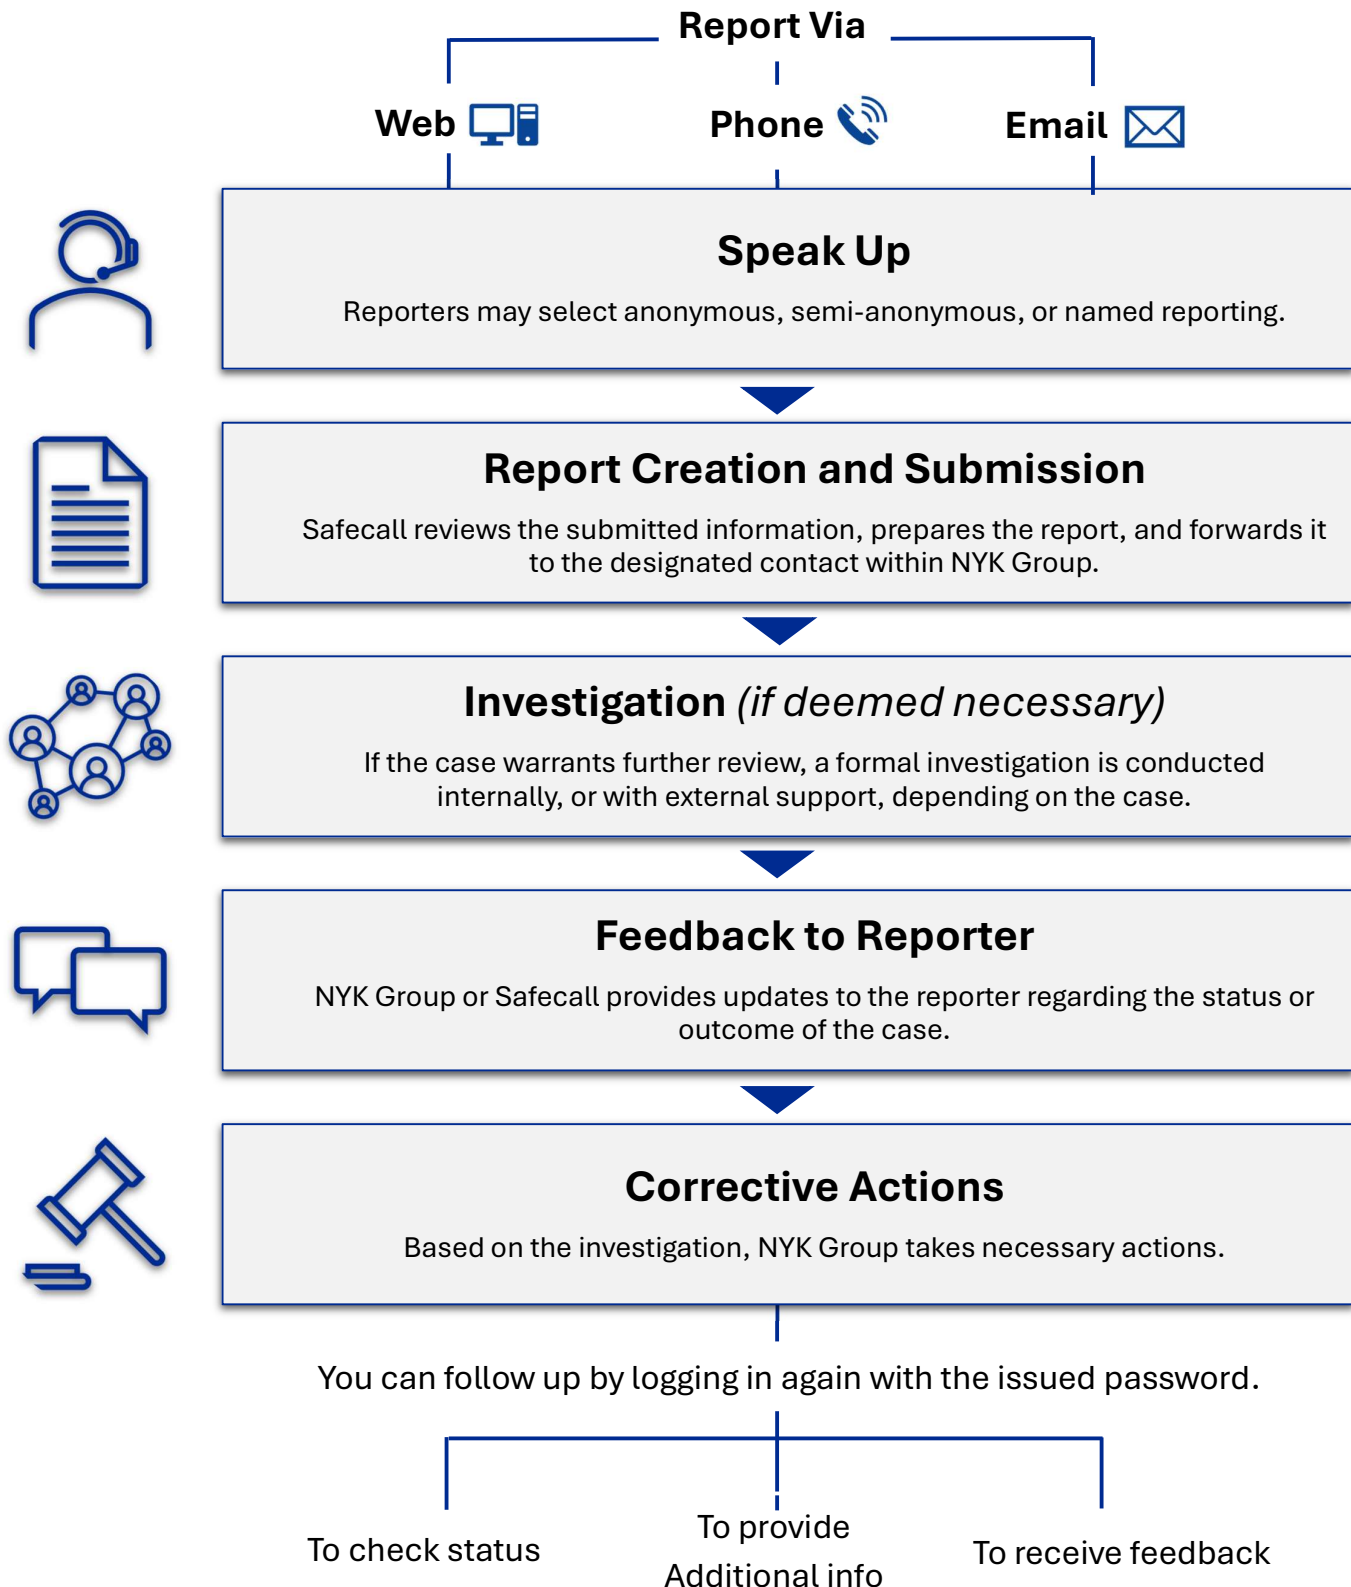 Report Via
Web
Phone
Email
Speak Up
Reporters may select anonymous, semi-anonymous, or named reporting.
Report Creation and Submission
Safecall reviews the submitted information, prepares the report, and forwards it
to the designated contact within NYK Group.
Investigation (if deemed necessary)
If the case warrants further review, a formal investigation is conducted
internally, or with external support, depending on the case.
Feedback to Reporter
NYK Group or Safecall provides updates to the reporter regarding the status or
outcome of the case.
Corrective Actions
Based on the investigation, NYK Group takes necessary actions.
You can follow up by logging in again with the issued password.
To check status
To provide
Additional info
To receive feedback